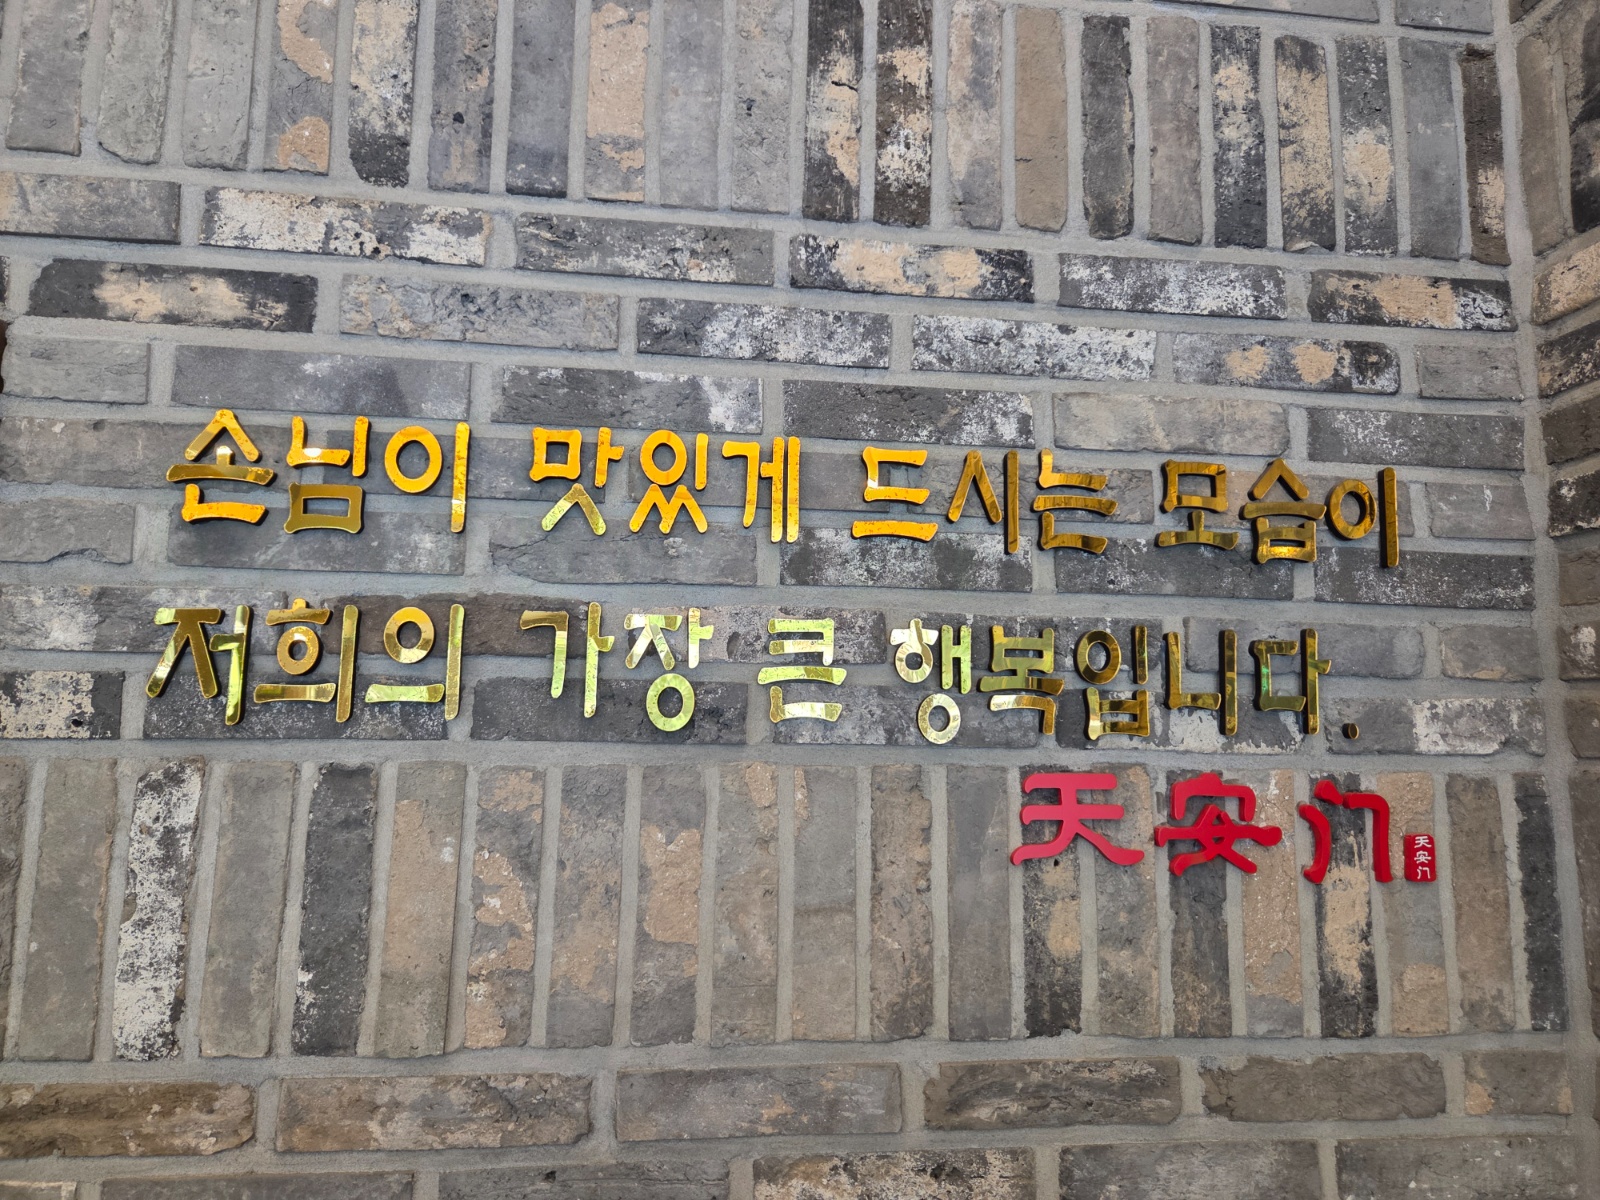 손님이 맛있게 드시는 모습이
저희의 가장 큰 행복입니다.
天安门
天安门